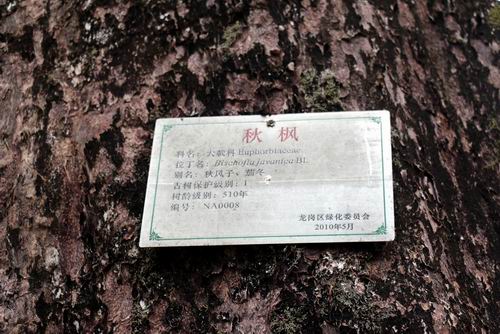 秋枫
科名：大戟科 Euphorbiaceae
拉丁名：Bischofia javanica BL.
别名：秋风子、茄冬
古树保护级别：1
树龄级别：510年
编号：NA0008
龙岗区绿化委员会
2010年5月